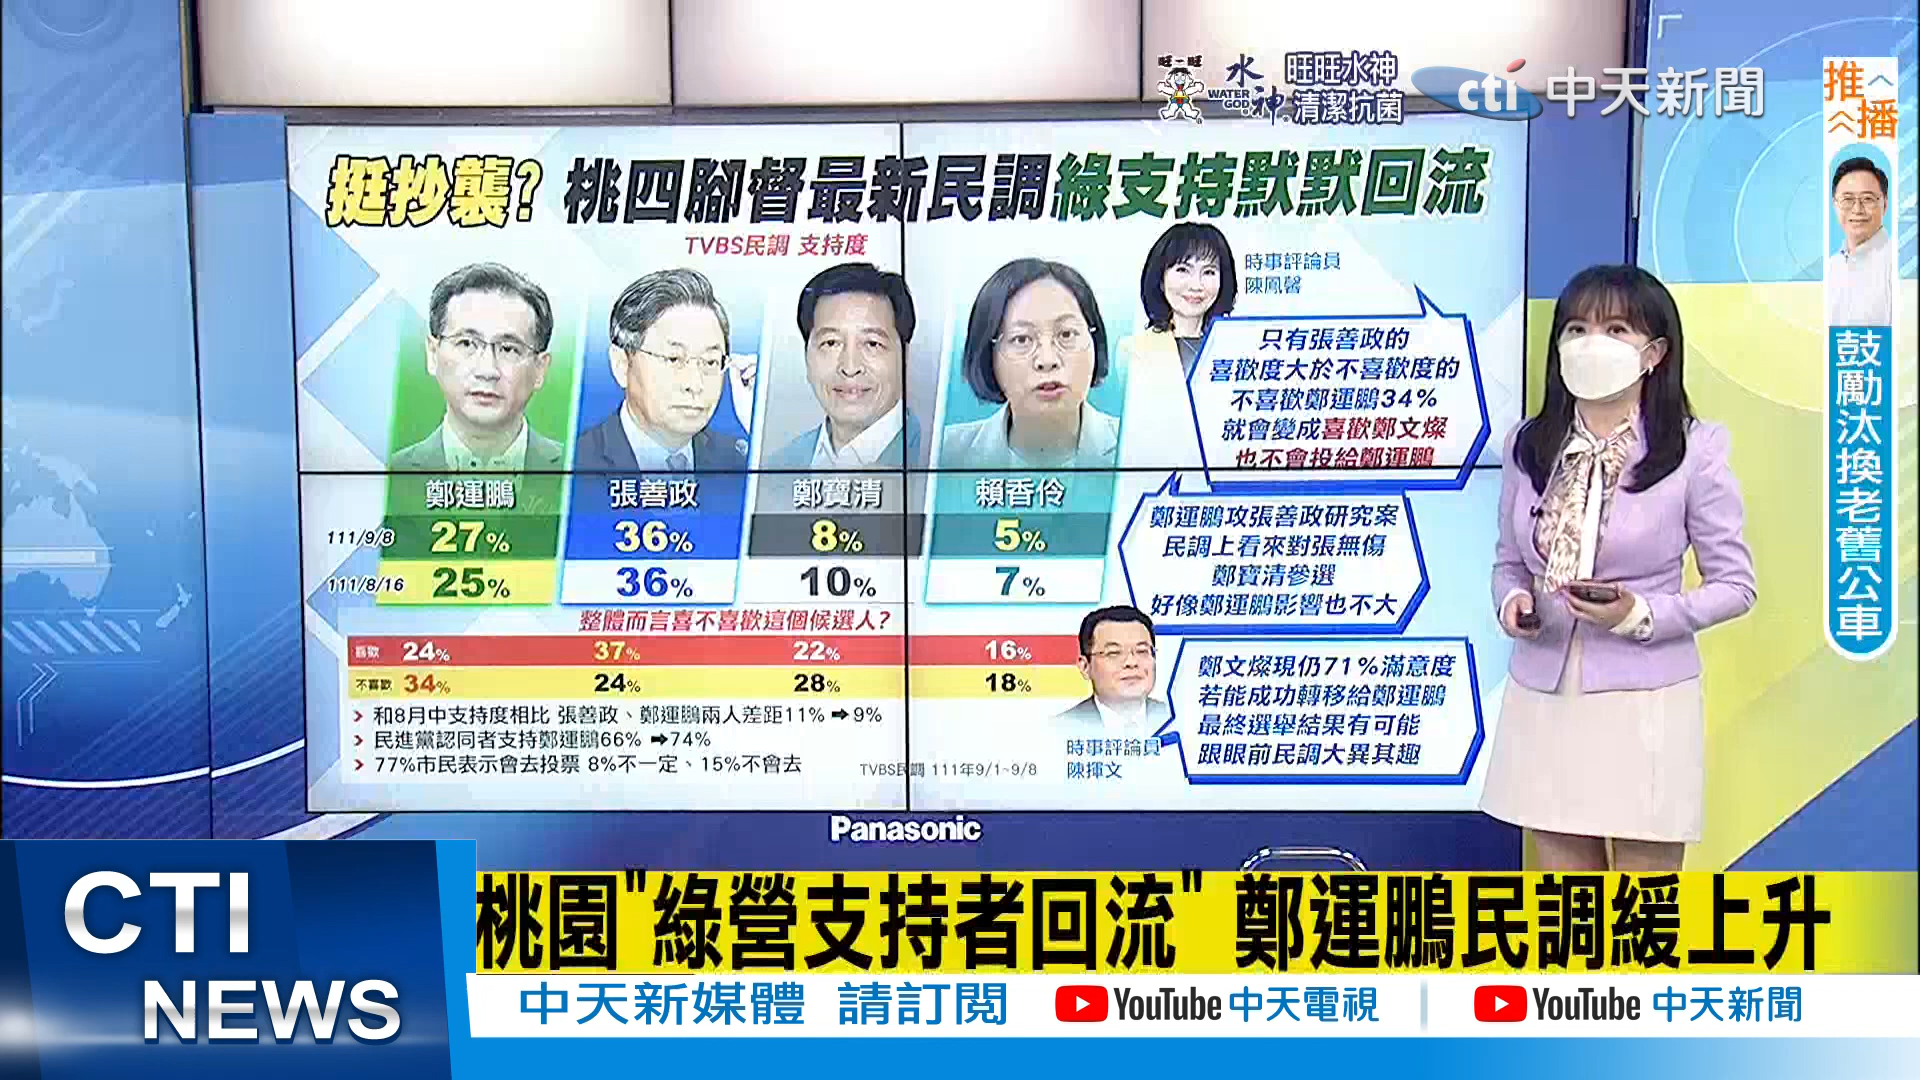 旺旺
WATER GOD
水神
旺旺水神
清潔抗菌
cti 中天新聞
推播
鼓勵汰換老舊公車
挺抄襲? 桃四腳督最新民調綠支持默默回流
TVBS民調 支持度
時事評論員
陳鳳馨
只有張善政的
喜歡度大於不喜歡度的
不喜歡鄭運鵬34%
就會變成喜歡鄭文燦
也不會投給鄭運鵬
鄭運鵬 張善政 鄭寶清 賴香伶
111/9/8 27% 36% 8% 5%
111/8/16 25% 36% 10% 7%
鄭運鵬攻張善政研究案
民調上看來對張無傷
鄭寶清參選
好像鄭運鵬影響也不大
整體而言喜不喜歡這個候選人?
喜歡 24% 37% 22% 16%
不喜歡 34% 24% 28% 18%
和8月中支持度相比 張善政、鄭運鵬兩人差距11% ➡ 9%
民進黨認同者支持鄭運鵬66% ➡ 74%
77%市民表示會去投票 8%不一定、15%不會去
TVBS民調 111年9/1~9/8
時事評論員
陳揮文
鄭文燦現仍71%滿意度
若能成功轉移給鄭運鵬
最終選舉結果有可能
跟眼前民調大異其趣
Panasonic
CTI
NEWS
桃園"綠營支持者回流" 鄭運鵬民調緩上升
中天新媒體 請訂閱 YouTube 中天電視 | YouTube 中天新聞